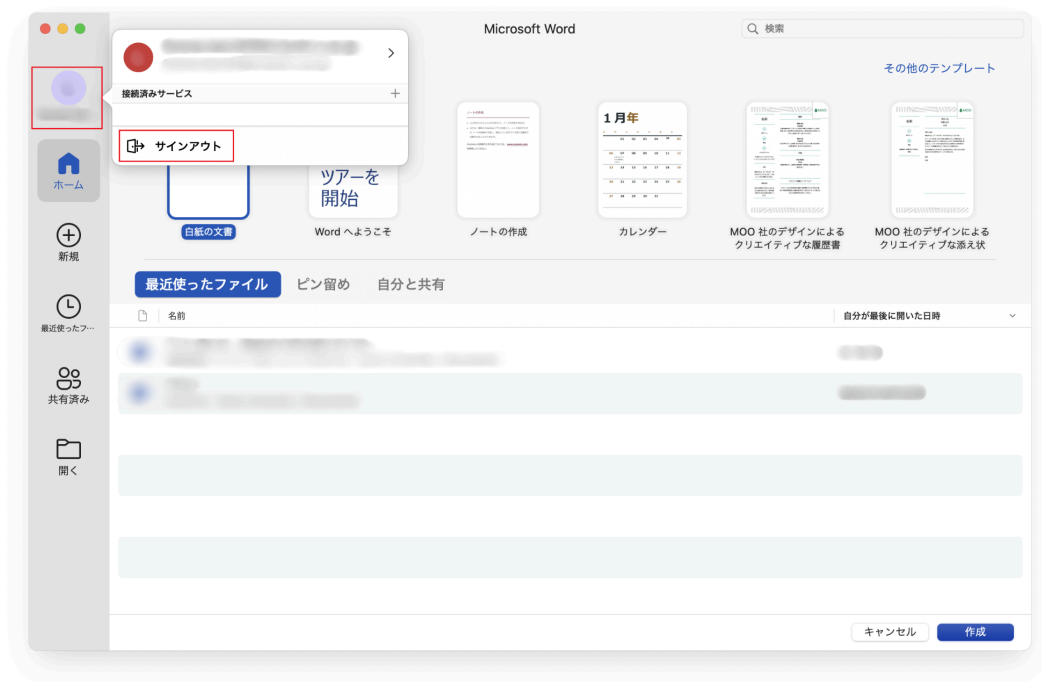 Microsoft Word
検索
接続済みサービス
サインアウト
その他のテンプレート
ホーム
新規
最近使ったフ…
共有済み
開く
ツアーを
開始
1 月年
MOO
MOO
白紙の文書
Word へようこそ
ノートの作成
カレンダー
MOO 社のデザインによる
クリエイティブな履歴書
MOO 社のデザインによる
クリエイティブな添え状
最近使ったファイル
ピン留め
自分と共有
名前
自分が最後に開いた日時
キャンセル
作成